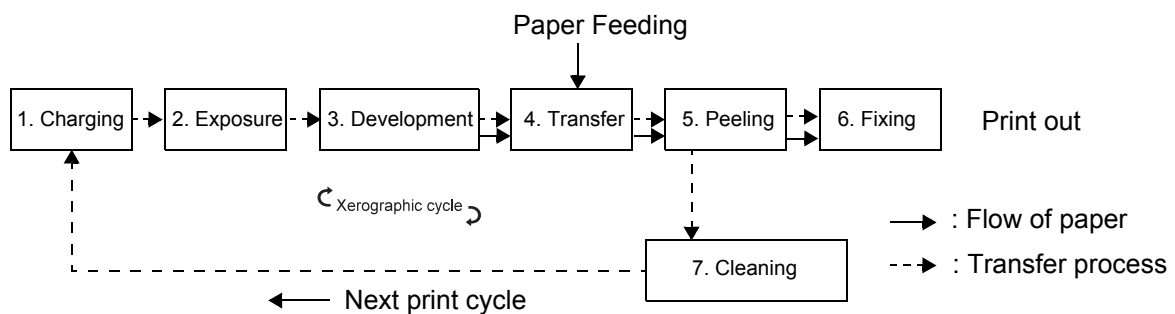 Paper Feeding
1. Charging
2. Exposure
3. Development
4. Transfer
5. Peeling
6. Fixing
Print out
Xerographic cycle
: Flow of paper
7. Cleaning
: Transfer process
Next print cycle